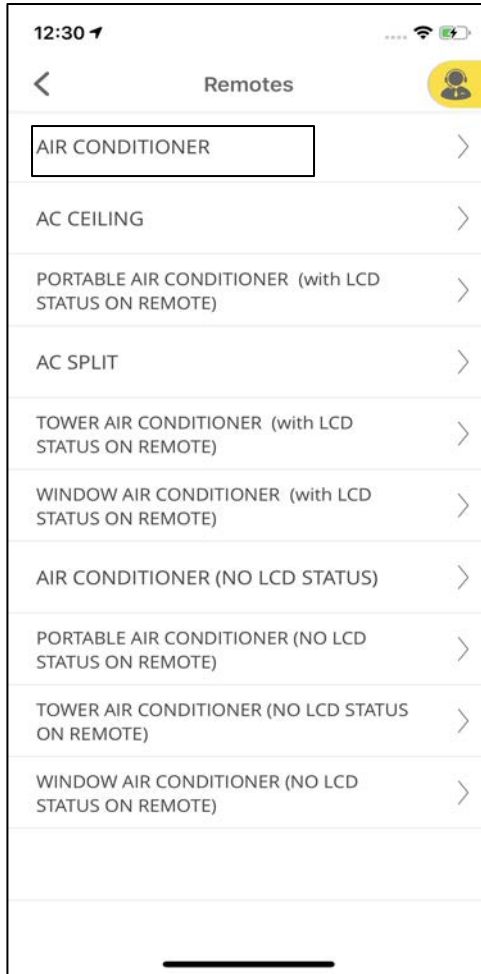 12:30
Remotes
AIR CONDITIONER
AC CEILING
PORTABLE AIR CONDITIONER (with LCD
STATUS ON REMOTE)
AC SPLIT
TOWER AIR CONDITIONER (with LCD
STATUS ON REMOTE)
WINDOW AIR CONDITIONER (with LCD
STATUS ON REMOTE)
AIR CONDITIONER (NO LCD STATUS)
PORTABLE AIR CONDITIONER (NO LCD
STATUS ON REMOTE)
TOWER AIR CONDITIONER (NO LCD STATUS
ON REMOTE)
WINDOW AIR CONDITIONER (NO LCD
STATUS ON REMOTE)